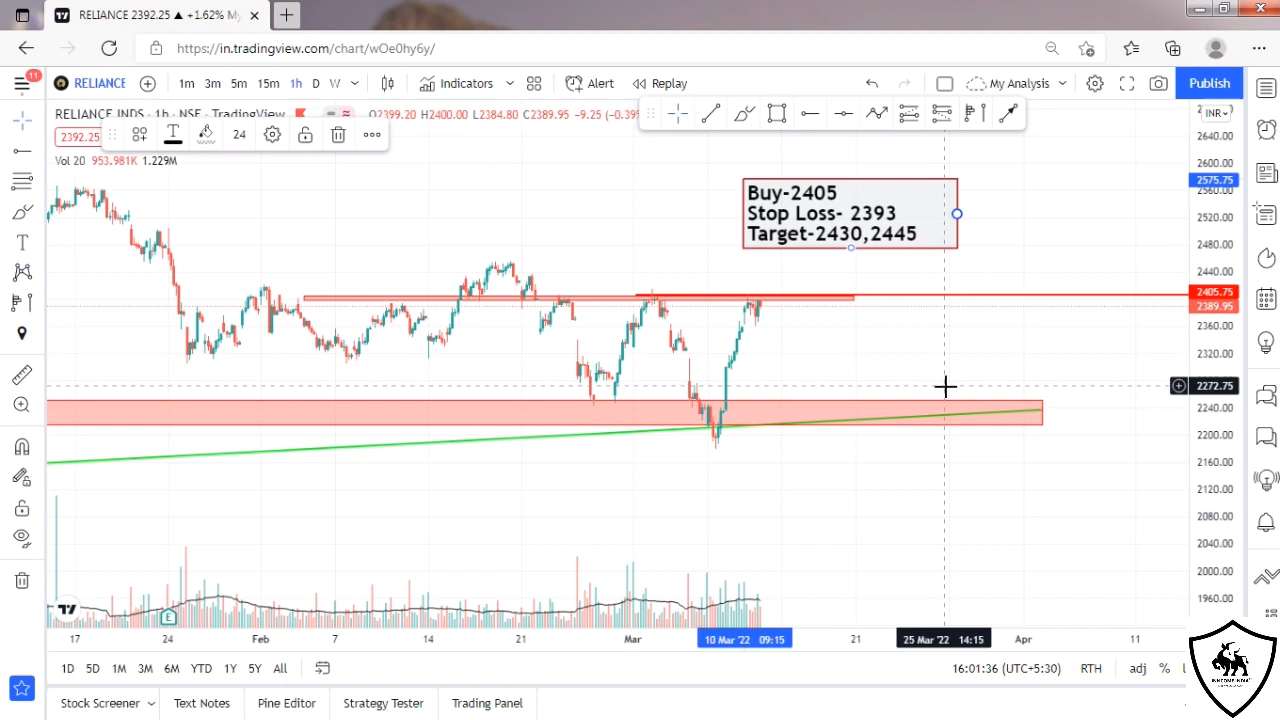 RELIANCE 2392.25 ▲ +1.62% My
https://in.tradingview.com/chart/wOe0hy6y/
11
RELIANCE
1m 3m 5m 15m 1h D W
Indicators
Alert
Replay
My Analysis
Publish
RELIANCE INDS · 1h · NSE · TradingView
O2399.20 H2400.00 L2384.80 C2389.95 -9.25 (-0.39%
INR
2392.25
24
Vol 20 953.981K 1.229M
2640.00
2600.00
2575.75
2560.00
2520.00
2480.00
2440.00
2405.75
2389.95
2360.00
2320.00
2272.75
2240.00
2200.00
2160.00
2120.00
2080.00
2040.00
2000.00
1960.00
Buy-2405
Stop Loss- 2393
Target-2430,2445
E
17 24 Feb 7 14 21 Mar 10 Mar '22 09:15 21 25 Mar '22 14:15 Apr 11
1D 5D 1M 3M 6M YTD 1Y 5Y All
16:01:36 (UTC+5:30) RTH adj %
Stock Screener Text Notes Pine Editor Strategy Tester Trading Panel